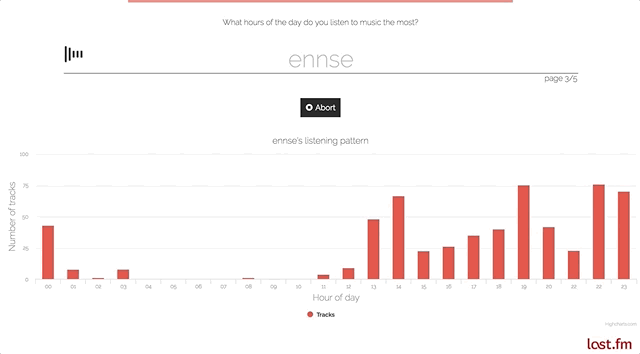 What hours of the day do you listen to music the most?
ennse
page 3/5
Abort
ennse's listening pattern
Number of tracks
100
75
50
25
0
00 01 02 03 04 05 06 07 08 09 10 11 12 13 14 15 16 17 18 19 20 21 22 23
Hour of day
Tracks
Highcharts.com
last.fm